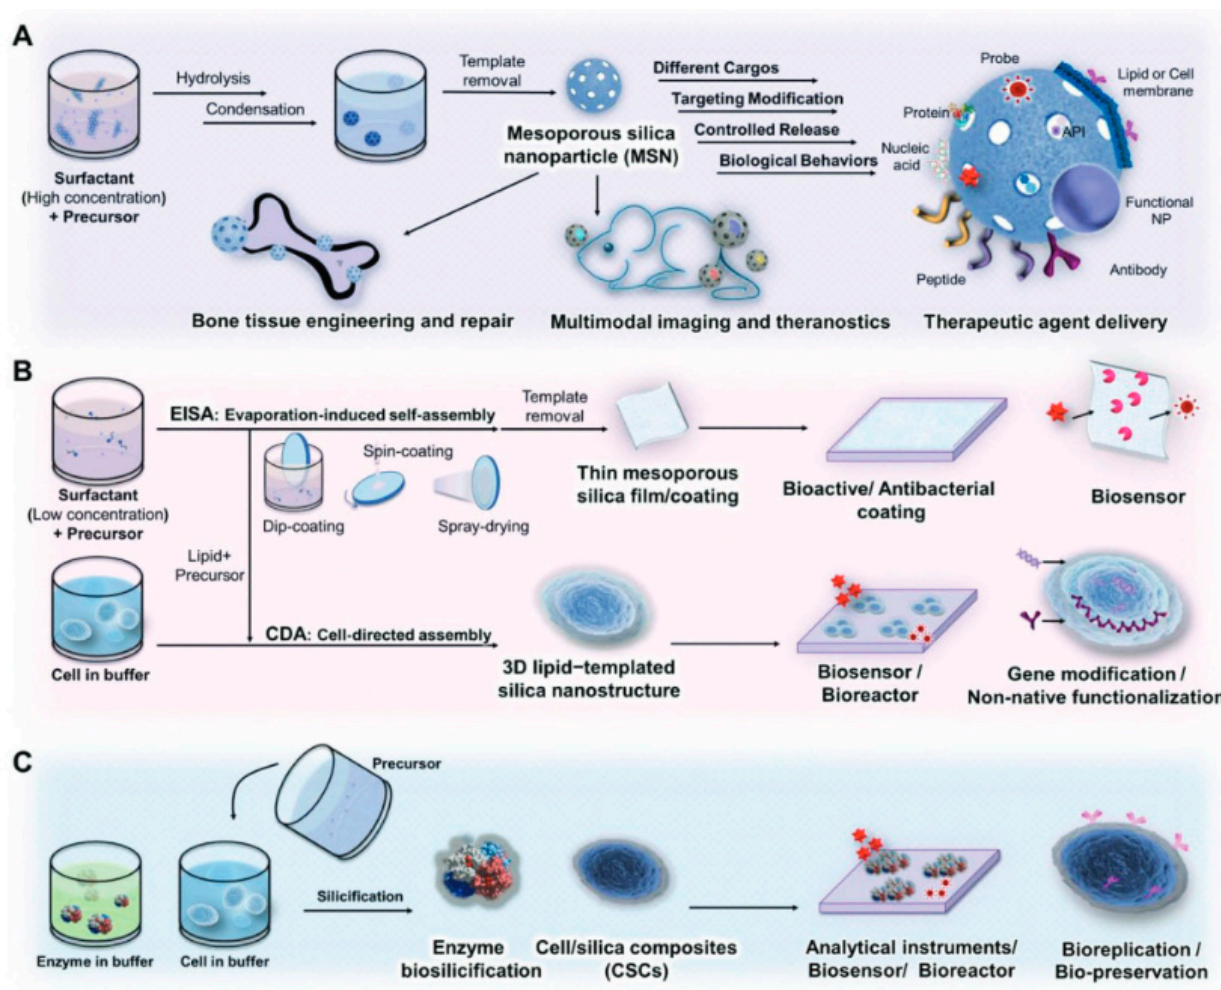 A
Hydrolysis
Condensation
Template
removal
Surfactant
(High concentration)
+ Precursor
Mesoporous silica
nanoparticle (MSN)
Different Cargos
Targeting Modification
Controlled Release
Biological Behaviors
Probe
Lipid or Cell
membrane
Protein
API
Nucleic
acid
Functional
NP
Peptide
Antibody
Bone tissue engineering and repair
Multimodal imaging and theranostics
Therapeutic agent delivery
B
EISA: Evaporation-induced self-assembly
Template
removal
Surfactant
(Low concentration)
+ Precursor
Spin-coating
Dip-coating
Spray-drying
Thin mesoporous
silica film/coating
Bioactive/ Antibacterial
coating
Biosensor
Lipid+
Precursor
Cell in buffer
CDA: Cell-directed assembly
3D lipid−templated
silica nanostructure
Biosensor /
Bioreactor
Gene modification /
Non-native functionalization
C
Precursor
Silicification
Enzyme in buffer
Cell in buffer
Enzyme
biosilicification
Cell/silica composites
(CSCs)
Analytical instruments/
Biosensor/ Bioreactor
Bioreplication /
Bio-preservation